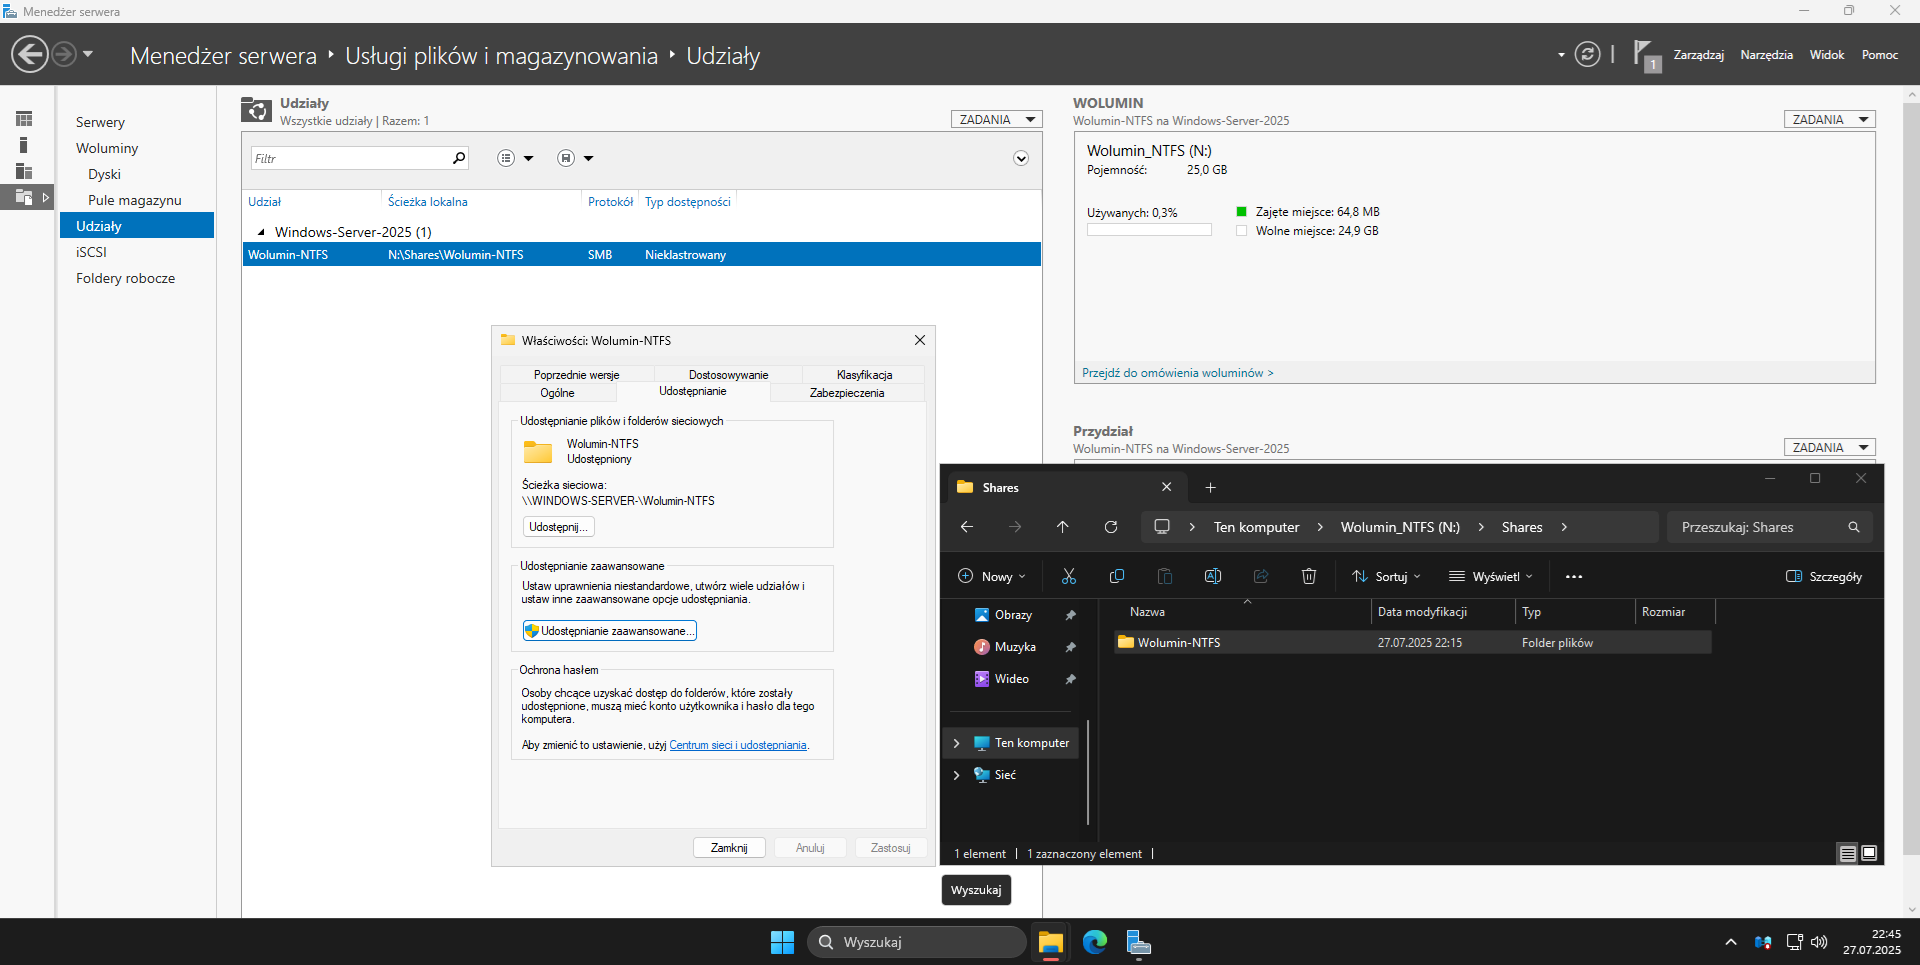 Menedżer serwera
Menedżer serwera ‣ Usługi plików i magazynowania ‣ Udziały
1
Zarządzaj Narzędzia Widok Pomoc
Serwery
Woluminy
Dyski
Pule magazynu
Udziały
iSCSI
Foldery robocze
Udziały
Wszystkie udziały | Razem: 1
ZADANIA
Filtr
Udział Ścieżka lokalna Protokół Typ dostępności
Windows-Server-2025 (1)
Wolumin-NTFS N:\Shares\Wolumin-NTFS SMB Nieklastrowany
WOLUMIN
Wolumin-NTFS na Windows-Server-2025
ZADANIA
Wolumin_NTFS (N:)
Pojemność: 25,0 GB
Używanych: 0,3%
Zajęte miejsce: 64,8 MB
Wolne miejsce: 24,9 GB
Przejdź do omówienia woluminów >
Przydział
Wolumin-NTFS na Windows-Server-2025
ZADANIA
Właściwości: Wolumin-NTFS
Poprzednie wersje Dostosowywanie Klasyfikacja
Ogólne Udostępnianie Zabezpieczenia
Udostępnianie plików i folderów sieciowych
Wolumin-NTFS
Udostępniony
Ścieżka sieciowa:
\\WINDOWS-SERVER-\Wolumin-NTFS
Udostępnij...
Udostępnianie zaawansowane
Ustaw uprawnienia niestandardowe, utwórz wiele udziałów i
ustaw inne zaawansowane opcje udostępniania.
Udostępnianie zaawansowane...
Ochrona hasłem
Osoby chcące uzyskać dostęp do folderów, które zostały
udostępnione, muszą mieć konto użytkownika i hasło dla tego
komputera.
Aby zmienić to ustawienie, użyj Centrum sieci i udostępniania.
Zamknij Anuluj Zastosuj
Shares
Ten komputer > Wolumin_NTFS (N:) > Shares >
Przeszukaj: Shares
Nowy Sortuj Wyświetl Szczegóły
Obrazy
Muzyka
Wideo
Ten komputer
Sieć
Nazwa Data modyfikacji Typ Rozmiar
Wolumin-NTFS 27.07.2025 22:15 Folder plików
1 element 1 zaznaczony element
Wyszukaj
Wyszukaj
22:45
27.07.2025